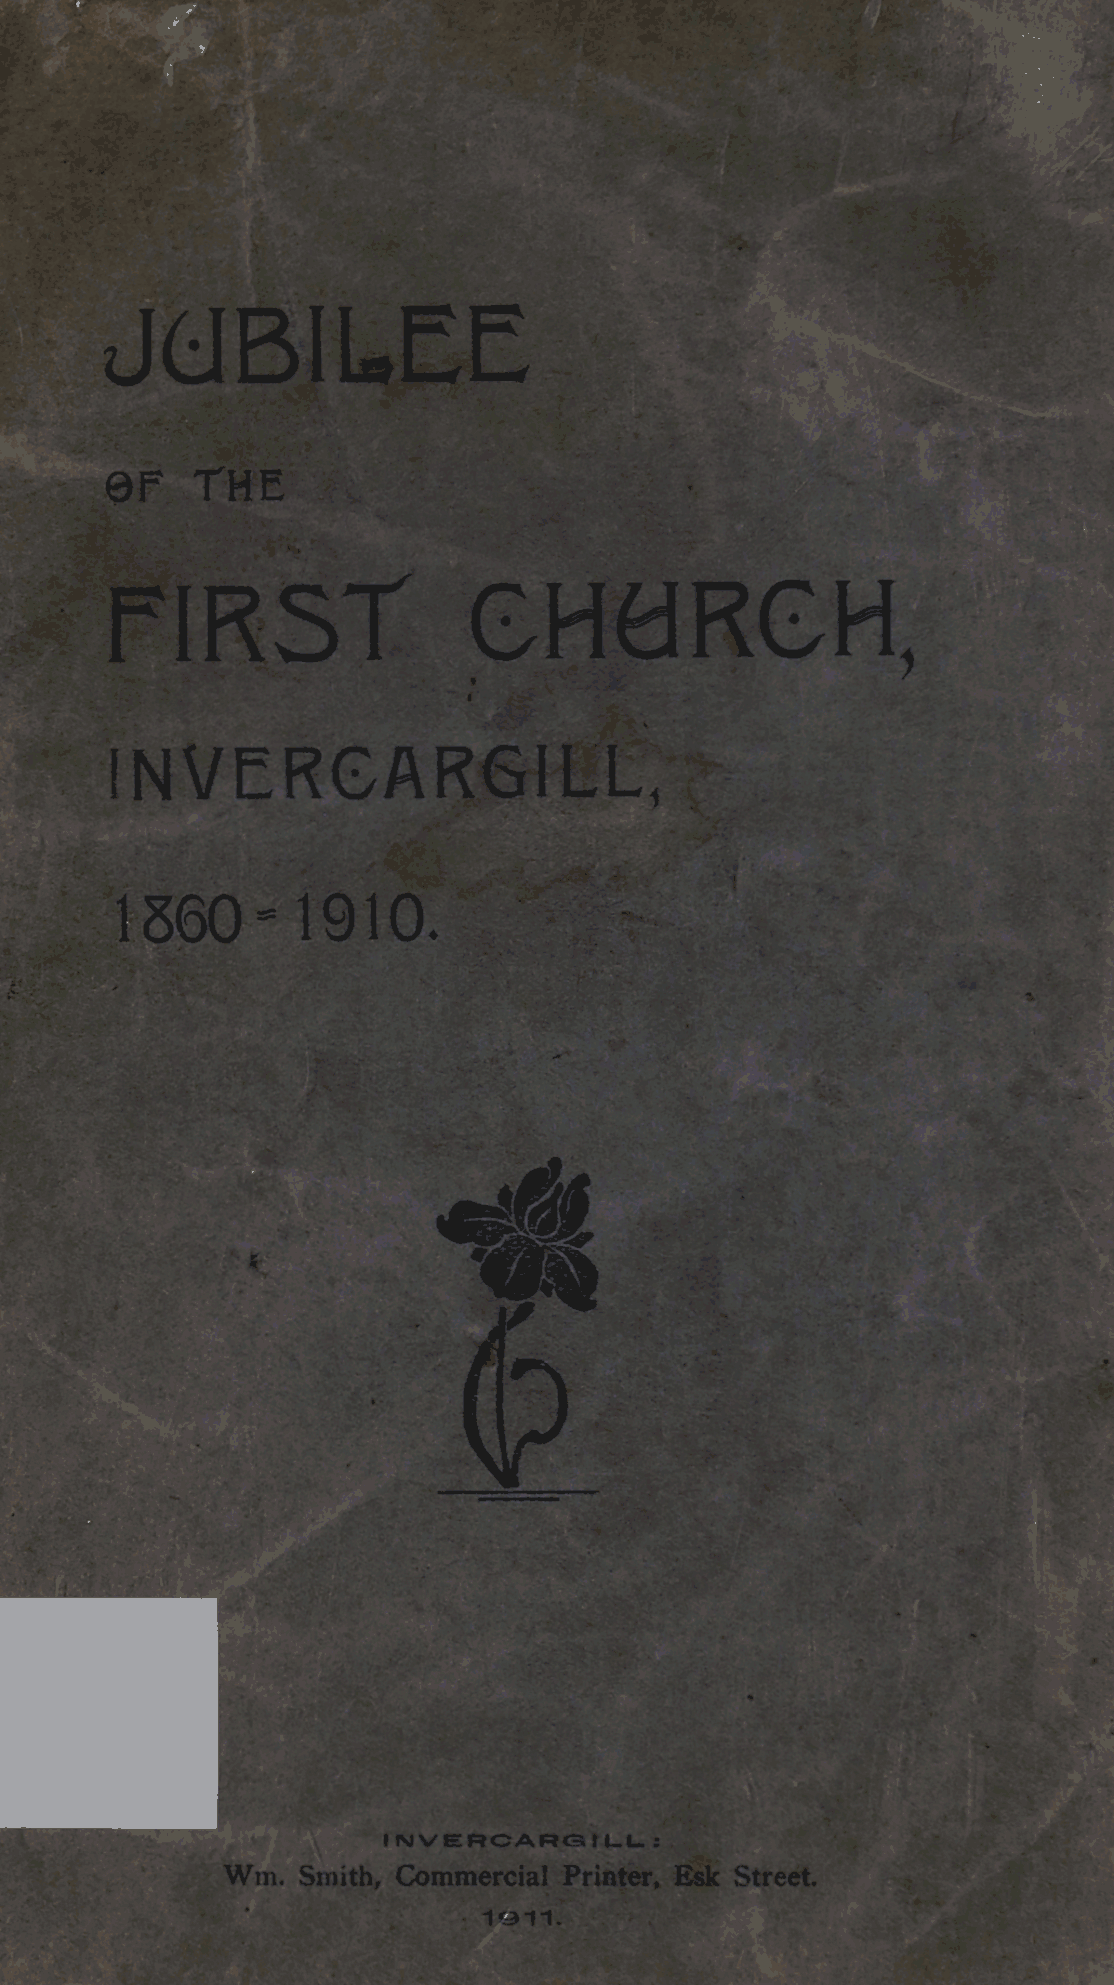 JUBILEE
OF THE
FIRST CHURCH,
INVERCARGILL,
1860=1910.
INVERCARGILL:
Wm. Smith, Commercial Printer, Esk Street.
1911.